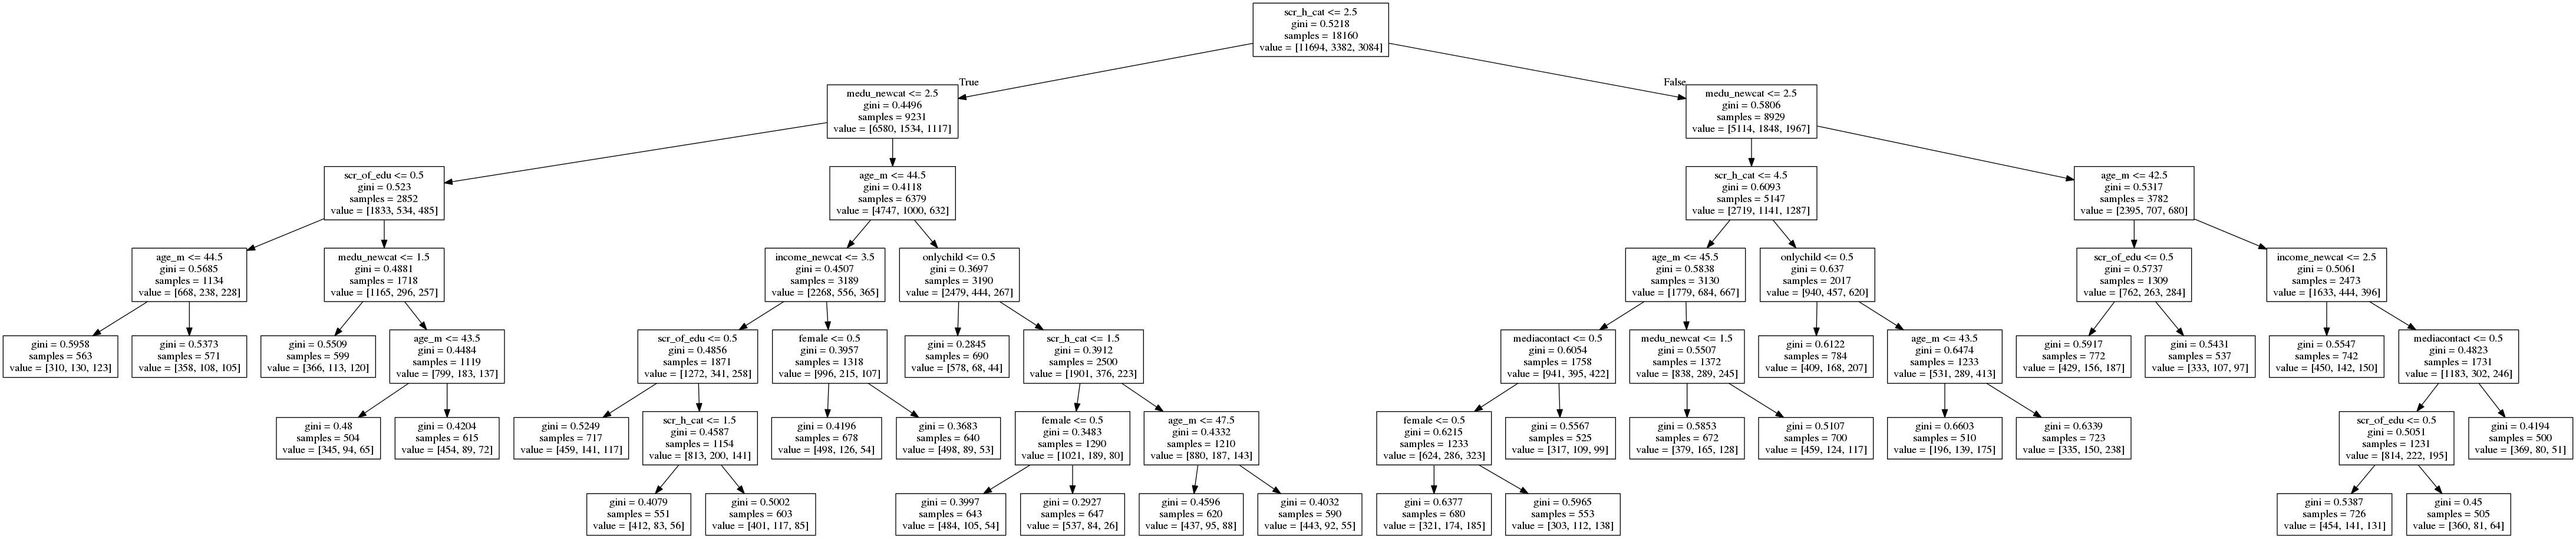 scr_h_cat <= 2.5
gini = 0.5218
samples = 18160
value = [11694, 3382, 3084]
True
False
medu_newcat <= 2.5
gini = 0.4496
samples = 9231
value = [6580, 1534, 1117]
medu_newcat <= 2.5
gini = 0.5806
samples = 8929
value = [5114, 1848, 1967]
scr_of_edu <= 0.5
gini = 0.523
samples = 2852
value = [1833, 534, 485]
age_m <= 44.5
gini = 0.4118
samples = 6379
value = [4747, 1000, 632]
scr_h_cat <= 4.5
gini = 0.6093
samples = 5147
value = [2719, 1141, 1287]
age_m <= 42.5
gini = 0.5317
samples = 3782
value = [2395, 707, 680]
age_m <= 44.5
gini = 0.5685
samples = 1134
value = [668, 238, 228]
medu_newcat <= 1.5
gini = 0.4881
samples = 1718
value = [1165, 296, 257]
income_newcat <= 3.5
gini = 0.4507
samples = 3189
value = [2268, 556, 365]
onlychild <= 0.5
gini = 0.3697
samples = 3190
value = [2479, 444, 267]
age_m <= 45.5
gini = 0.5838
samples = 3130
value = [1779, 684, 667]
onlychild <= 0.5
gini = 0.637
samples = 2017
value = [940, 457, 620]
scr_of_edu <= 0.5
gini = 0.5737
samples = 1309
value = [762, 263, 284]
income_newcat <= 2.5
gini = 0.5061
samples = 2473
value = [1633, 444, 396]
gini = 0.5958
samples = 563
value = [310, 130, 123]
gini = 0.5373
samples = 571
value = [358, 108, 105]
gini = 0.5509
samples = 599
value = [366, 113, 120]
age_m <= 43.5
gini = 0.4484
samples = 1119
value = [799, 183, 137]
scr_of_edu <= 0.5
gini = 0.4856
samples = 1871
value = [1272, 341, 258]
female <= 0.5
gini = 0.3957
samples = 1318
value = [996, 215, 107]
gini = 0.2845
samples = 690
value = [578, 68, 44]
scr_h_cat <= 1.5
gini = 0.3912
samples = 2500
value = [1901, 376, 223]
mediacontact <= 0.5
gini = 0.6054
samples = 1758
value = [941, 395, 422]
medu_newcat <= 1.5
gini = 0.5507
samples = 1372
value = [838, 289, 245]
gini = 0.6122
samples = 784
value = [409, 168, 207]
age_m <= 43.5
gini = 0.6474
samples = 1233
value = [531, 289, 413]
gini = 0.5917
samples = 772
value = [429, 156, 187]
gini = 0.5431
samples = 537
value = [333, 107, 97]
gini = 0.5547
samples = 742
value = [450, 142, 150]
mediacontact <= 0.5
gini = 0.4823
samples = 1731
value = [1183, 302, 246]
gini = 0.48
samples = 504
value = [345, 94, 65]
gini = 0.4204
samples = 615
value = [454, 89, 72]
gini = 0.5249
samples = 717
value = [459, 141, 117]
scr_h_cat <= 1.5
gini = 0.4587
samples = 1154
value = [813, 200, 141]
gini = 0.4196
samples = 678
value = [498, 126, 54]
gini = 0.3683
samples = 640
value = [498, 89, 53]
female <= 0.5
gini = 0.3483
samples = 1290
value = [1021, 189, 80]
age_m <= 47.5
gini = 0.4332
samples = 1210
value = [880, 187, 143]
female <= 0.5
gini = 0.6215
samples = 1233
value = [624, 286, 323]
gini = 0.5567
samples = 525
value = [317, 109, 99]
gini = 0.5853
samples = 672
value = [379, 165, 128]
gini = 0.5107
samples = 700
value = [459, 124, 117]
gini = 0.6603
samples = 510
value = [196, 139, 175]
gini = 0.6339
samples = 723
value = [335, 150, 238]
scr_of_edu <= 0.5
gini = 0.5051
samples = 1231
value = [814, 222, 195]
gini = 0.4194
samples = 500
value = [369, 80, 51]
gini = 0.4079
samples = 551
value = [412, 83, 56]
gini = 0.5002
samples = 603
value = [401, 117, 85]
gini = 0.3997
samples = 643
value = [484, 105, 54]
gini = 0.2927
samples = 647
value = [537, 84, 26]
gini = 0.4596
samples = 620
value = [437, 95, 88]
gini = 0.4032
samples = 590
value = [443, 92, 55]
gini = 0.6377
samples = 680
value = [321, 174, 185]
gini = 0.5965
samples = 553
value = [303, 112, 138]
gini = 0.5387
samples = 726
value = [454, 141, 131]
gini = 0.45
samples = 505
value = [360, 81, 64]